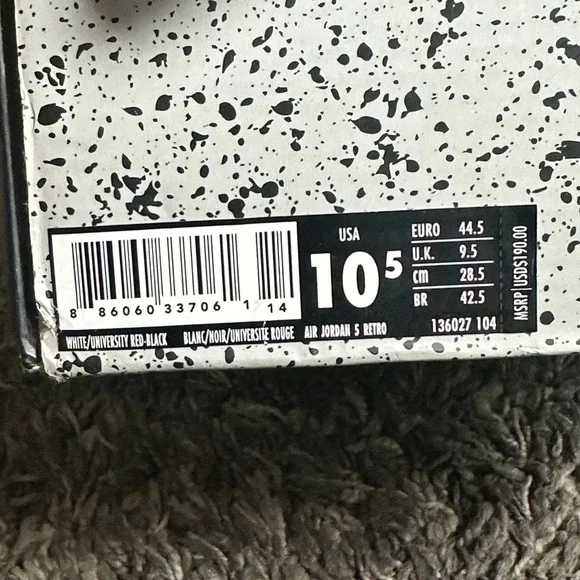 USA
10⁵
EURO 44.5
U.K. 9.5
cm 28.5
BR 42.5
MSRP|USD$190.00
8 86060 33706 1 14
WHITE/UNIVERSITY RED-BLACK BLANC/NOIR/UNIVERSITE ROUGE AIR JORDAN 5 RETRO 136027 104